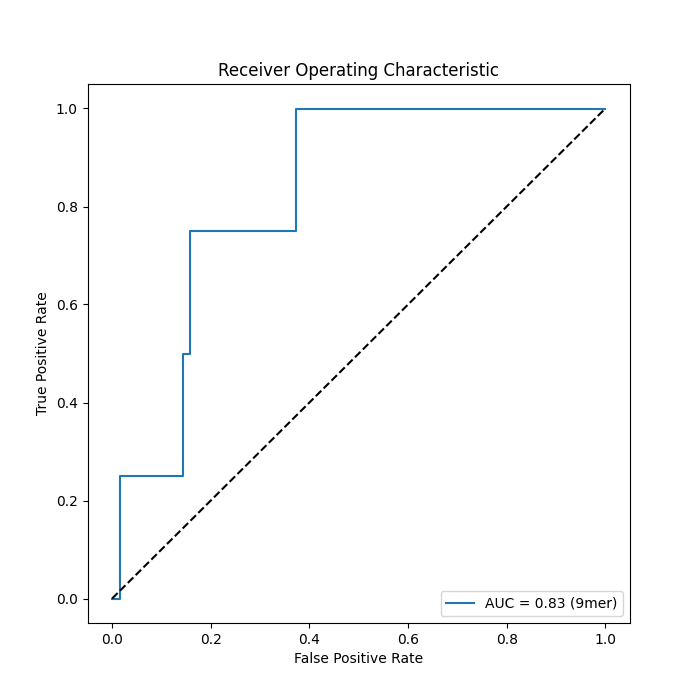 Receiver Operating Characteristic
1.0
0.8
0.6
0.4
0.2
0.0
True Positive Rate
AUC = 0.83 (9mer)
0.0 0.2 0.4 0.6 0.8 1.0
False Positive Rate